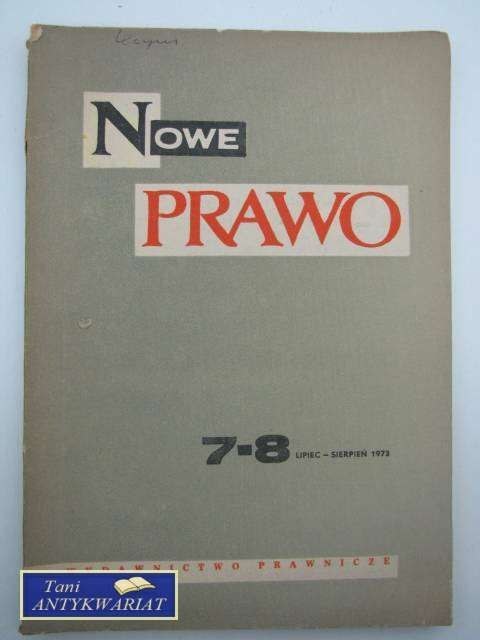 NOWE
PRAWO
7-8 LIPIEC – SIERPIEŃ 1973
WYDAWNICTWO PRAWNICZE
Tani
ANTYKWARIAT